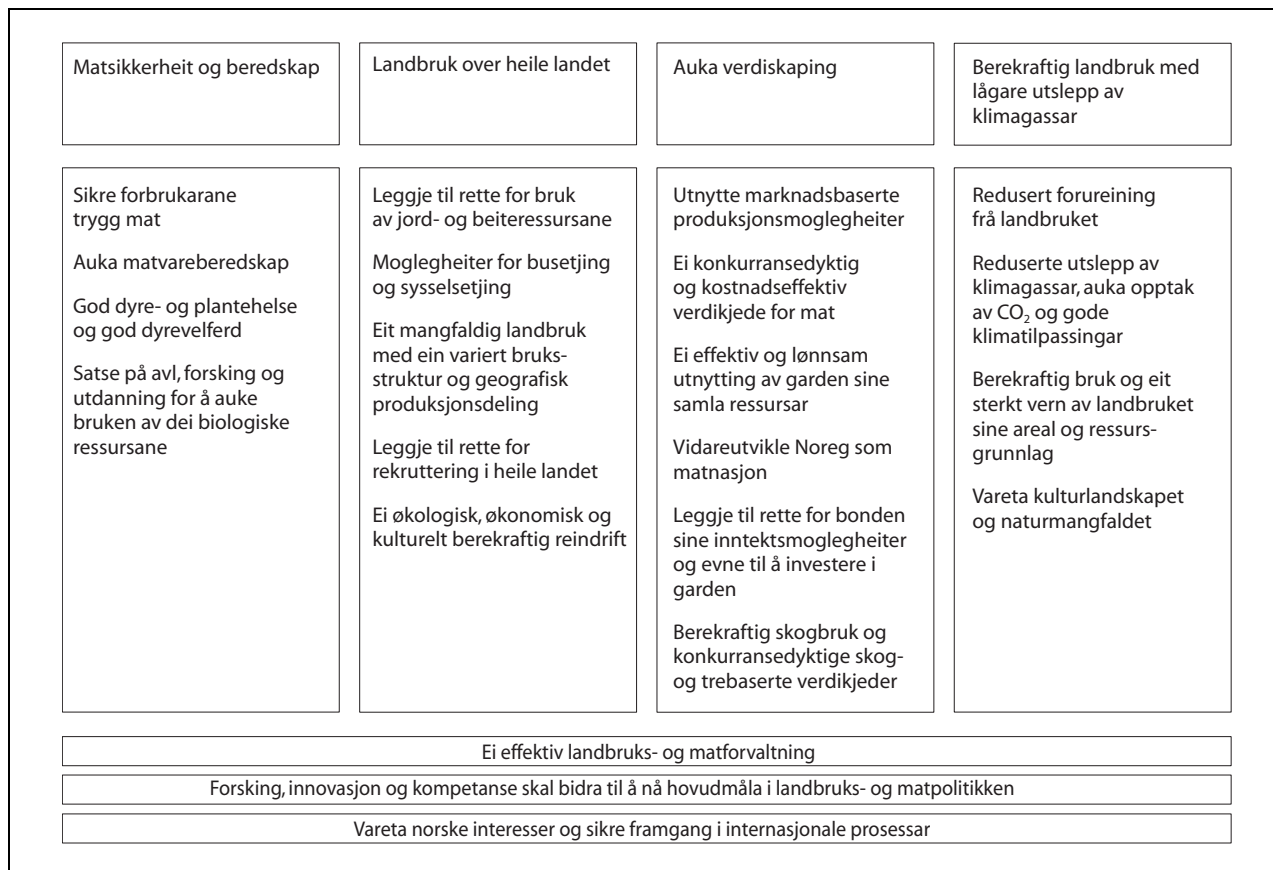 Matsikkerheit og beredskap
Landbruk over heile landet
Auka verdiskaping
Berekraftig landbruk med
lågare utslepp av
klimagassar
Sikre forbrukarane
trygg mat
Auka matvareberedskap
God dyre- og plantehelse
og god dyrevelferd
Satse på avl, forsking og
utdanning for å auke
bruken av dei biologiske
ressursane
Leggje til rette for bruk
av jord- og beiteressursane
Moglegheiter for busetjing
og sysselsetjing
Eit mangfaldig landbruk
med ein variert bruks-
struktur og geografisk
produksjonsdeling
Leggje til rette for
rekruttering i heile landet
Ei økologisk, økonomisk og
kulturelt berekraftig reindrift
Utnytte marknadsbaserte
produksjonsmoglegheiter
Ei konkurransedyktig
og kostnadseffektiv
verdikjede for mat
Ei effektiv og lønnsam
utnytting av garden sine
samla ressursar
Vidareutvikle Noreg som
matnasjon
Leggje til rette for bonden
sine inntektsmoglegheiter
og evne til å investere i
garden
Berekraftig skogbruk og
konkurransedyktige skog-
og trebaserte verdikjeder
Redusert forureining
frå landbruket
Reduserte utslepp av
klimagassar, auka opptak
av CO₂ og gode
klimatilpassingar
Berekraftig bruk og eit
sterkt vern av landbruket
sine areal og ressurs-
grunnlag
Vareta kulturlandskapet
og naturmangfaldet
Ei effektiv landbruks- og matforvaltning
Forsking, innovasjon og kompetanse skal bidra til å nå hovudmåla i landbruks- og matpolitikken
Vareta norske interesser og sikre framgang i internasjonale prosessar